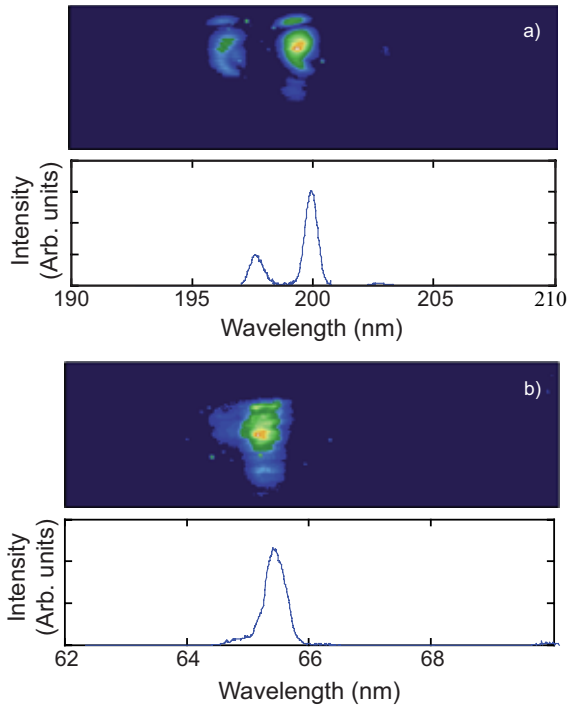 a)
Intensity
(Arb. units)
190 195 200 205 210
Wavelength (nm)
b)
Intensity
(Arb. units)
62 64 66 68
Wavelength (nm)